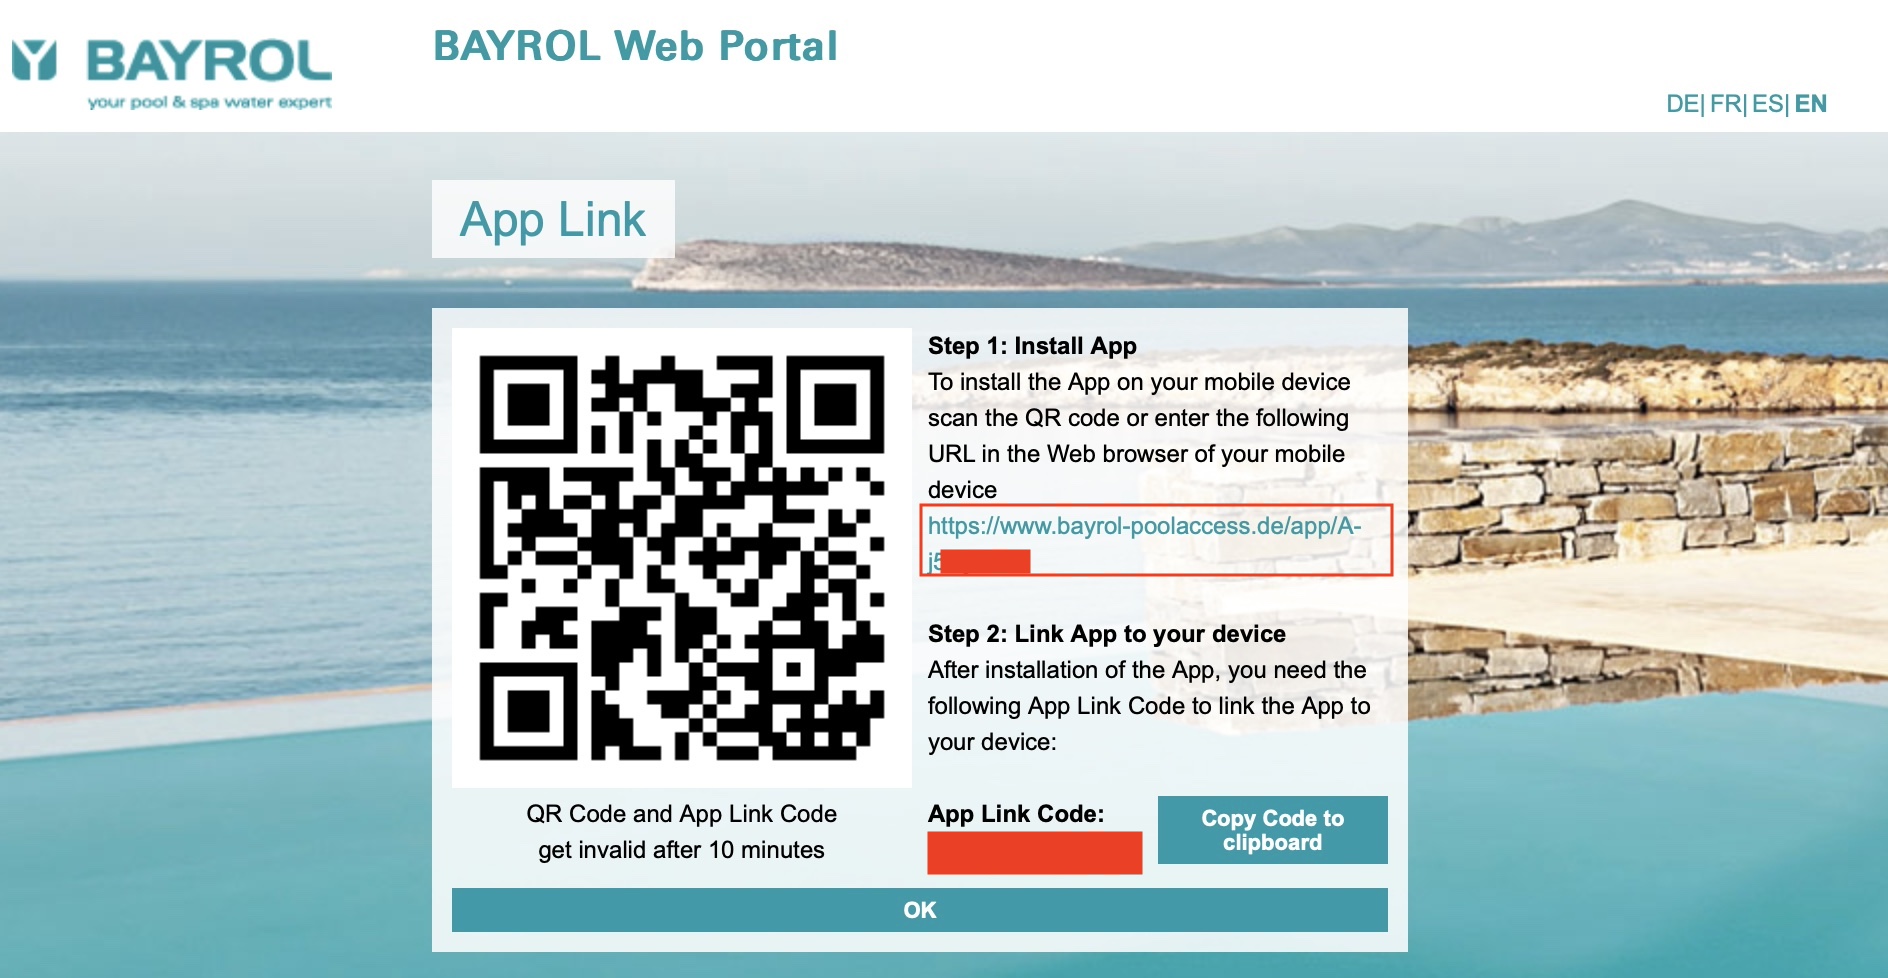 BAYROL
your pool & spa water expert
BAYROL Web Portal
DE| FR| ES| EN
App Link
Step 1: Install App
To install the App on your mobile device
scan the QR code or enter the following
URL in the Web browser of your mobile
device
https://www.bayrol-poolaccess.de/app/A-
j5
Step 2: Link App to your device
After installation of the App, you need the
following App Link Code to link the App to
your device:
QR Code and App Link Code
get invalid after 10 minutes
App Link Code:
Copy Code to
clipboard
OK